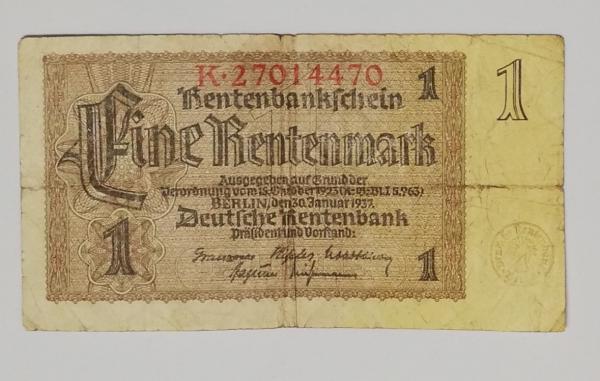 K·27014470
1
1
Rentenbankschein
Eine Rentenmark
Ausgegeben auf Grund der
Verordnung vom 15. Oktober 1923 (R.-G.-Bl. I S. 963)
BERLIN, den 30. Januar 1937.
Deutsche Rentenbank
Präsident und Vorstand:
1
1